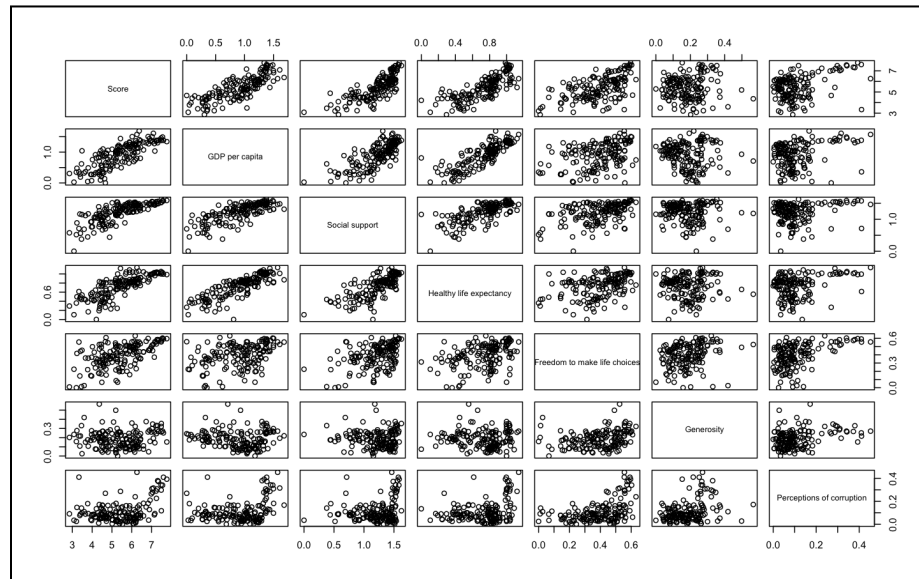 0.0 0.5 1.0 1.5
0.0 0.4 0.8
0.0 0.2 0.4
Score
3 4 5 6 7
0.0 1.0
GDP per capita
Social support
0.0 1.0
0.0 0.6
Healthy life expectancy
Freedom to make life choices
0.0 0.3 0.6
0.0 0.3
Generosity
Perceptions of corruption
0.0 0.2 0.4
3 4 5 6 7
0.0 0.5 1.0 1.5
0.0 0.2 0.4 0.6
0.0 0.2 0.4